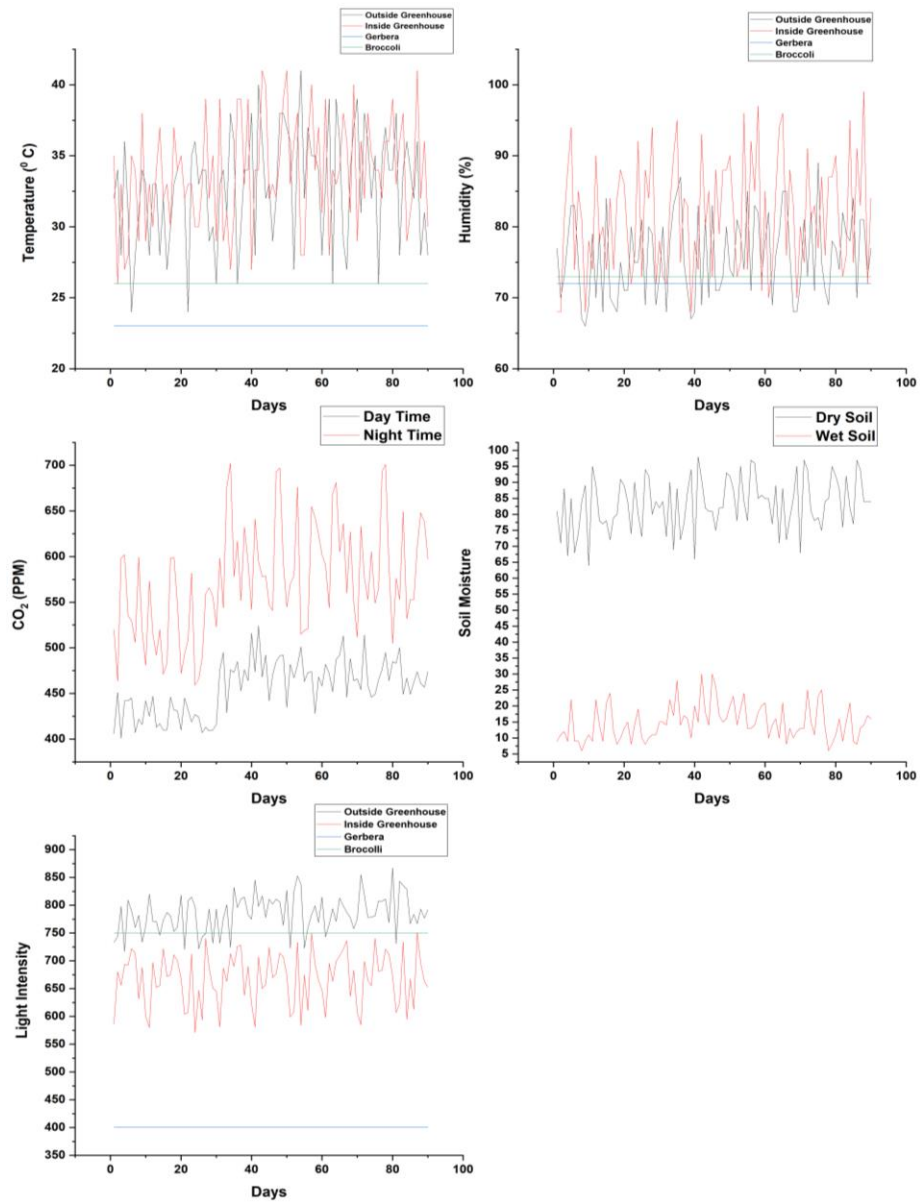 Outside Greenhouse
Inside Greenhouse
Gerbera
Broccoli
Temperature (⁰ C)
40
35
30
25
20
0 20 40 60 80 100
Days
Outside Greenhouse
Inside Greenhouse
Gerbera
Broccoli
Humidity (%)
100
90
80
70
60
0 20 40 60 80 100
Days
Day Time
Night Time
CO₂ (PPM)
700
650
600
550
500
450
400
0 20 40 60 80 100
Days
Dry Soil
Wet Soil
Soil Moisture
100
95
90
85
80
75
70
65
60
55
50
45
40
35
30
25
20
15
10
5
0 20 40 60 80 100
Days
Outside Greenhouse
Inside Greenhouse
Gerbera
Brocolli
Light Intensity
900
850
800
750
700
650
600
550
500
450
400
350
0 20 40 60 80 100
Days